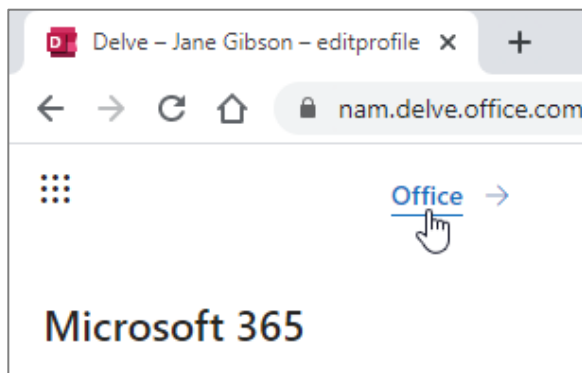 D Delve – Jane Gibson – editprofile × +
nam.delve.office.com
Office →
Microsoft 365